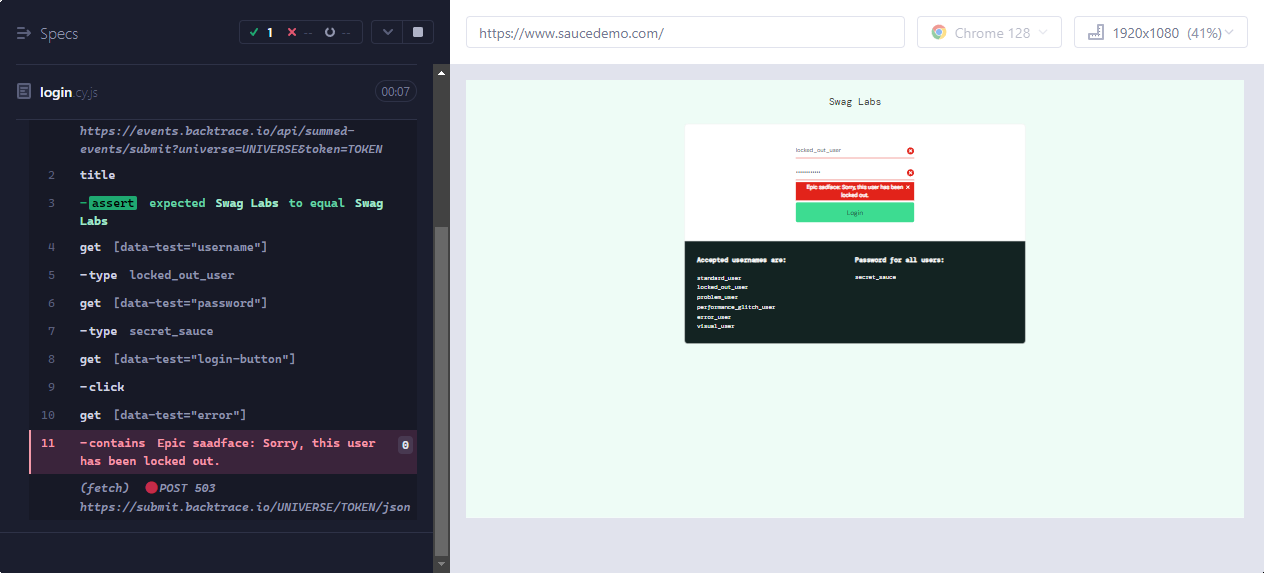 Specs
1
--
--
https://www.saucedemo.com/
Chrome 128
1920x1080 (41%)
login.cy.js
00:07
https://events.backtrace.io/api/summed-
events/submit?universe=UNIVERSE&token=TOKEN
2 title
3 -assert expected Swag Labs to equal Swag
Labs
4 get [data-test="username"]
5 -type locked_out_user
6 get [data-test="password"]
7 -type secret_sauce
8 get [data-test="login-button"]
9 -click
10 get [data-test="error"]
11 -contains Epic saadface: Sorry, this user
has been locked out.
0
(fetch) POST 503
https://submit.backtrace.io/UNIVERSE/TOKEN/json
Swag Labs
locked_out_user
Epic sadface: Sorry, this user has been
locked out.
Login
Accepted usernames are:
standard_user
locked_out_user
problem_user
performance_glitch_user
error_user
visual_user
Password for all users:
secret_sauce